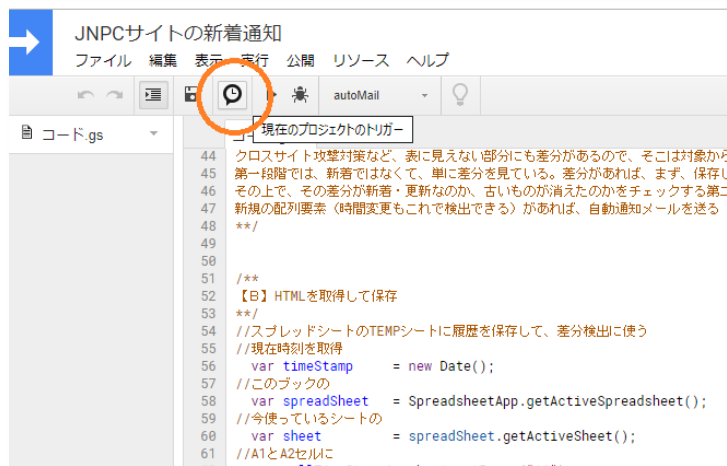 JNPCサイトの新着通知
ファイル 編集 表示 実行 公開 リソース ヘルプ
autoMail
コード.gs
現在のプロジェクトのトリガー
44 クロスサイト攻撃対策など、表に見えない部分にも差分があるので、そこは対象から
45 第一段階では、新着ではなくて、単に差分を見ている。差分があれば、まず、保存し
46 その上で、その差分が新着・更新なのか、古いものが消えたのかをチェックする第二
47 新規の配列要素（時間変更もこれで検出できる）があれば、自動通知メールを送る
48 **/
49
50
51 /**
52 【B】HTMLを取得して保存
53 **/
54 //スプレッドシートのTEMPシートに履歴を保存して、差分検出に使う
55 //現在時刻を取得
56 var timeStamp = new Date();
57 //このブックの
58 var spreadSheet = SpreadsheetApp.getActiveSpreadsheet();
59 //今使っているシートの
60 var sheet = spreadSheet.getActiveSheet();
61 //A1とA2セルに